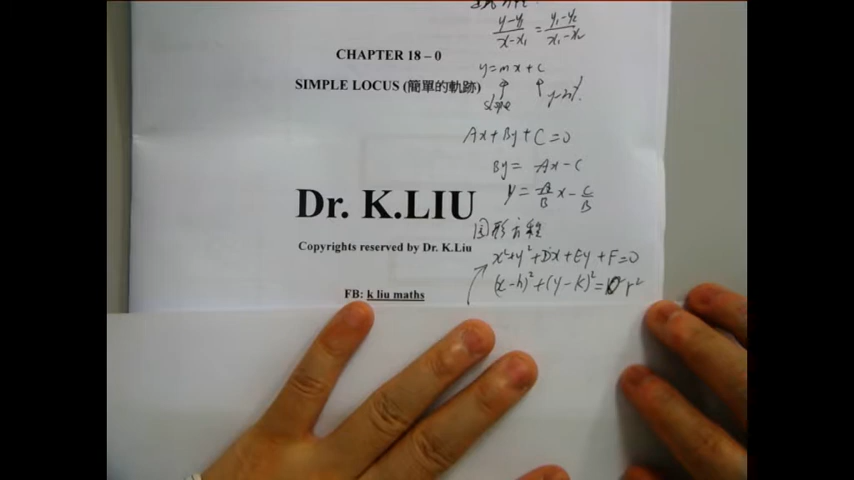 y-y₁/x-x₁ = y₁-y₂/x₁-x₂
CHAPTER 18 – 0
y=mx+c
SIMPLE LOCUS (簡單的軌跡)
slope y-int.
Ax+By+C=0
By= -Ax-C
y= -A/B x - C/B
Dr. K.LIU
圓形方程
Copyrights reserved by Dr. K.Liu
x²+y²+Dx+Ey+F=0
(x-h)²+(y-k)²= r²
FB: k liu maths